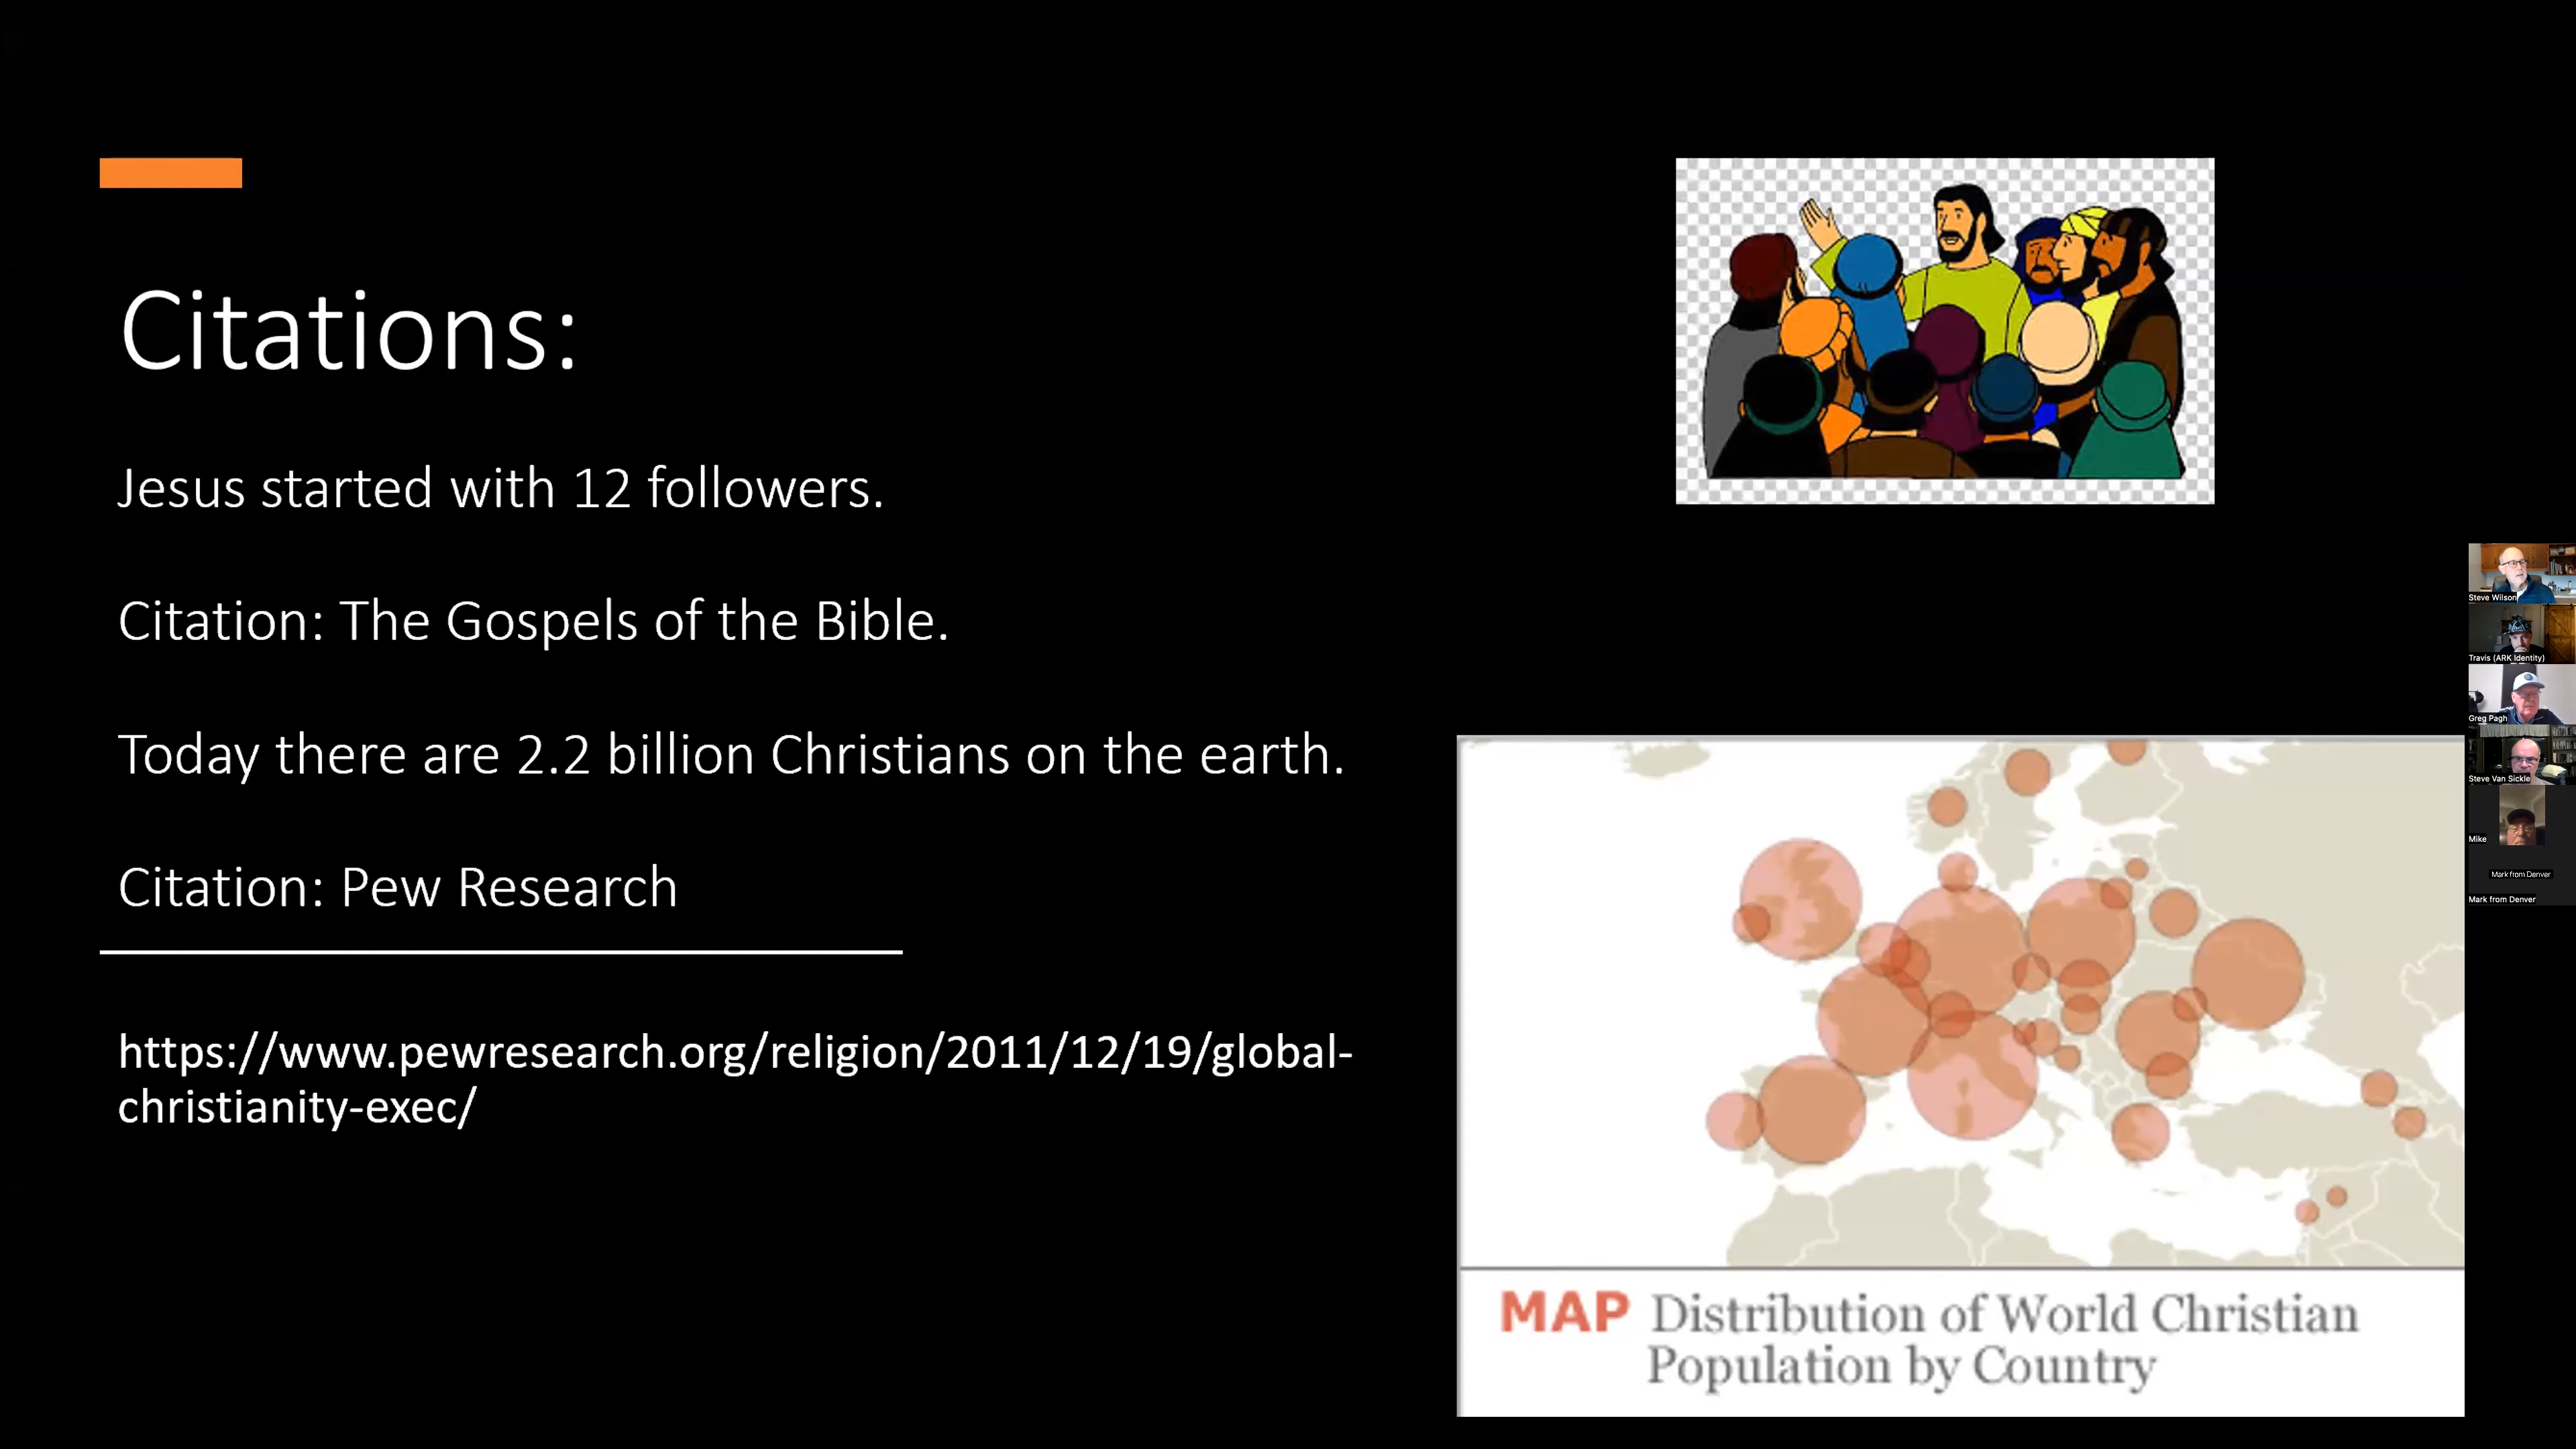 Citations:
Jesus started with 12 followers.
Citation: The Gospels of the Bible.
Today there are 2.2 billion Christians on the earth.
Citation: Pew Research
https://www.pewresearch.org/religion/2011/12/19/global-
christianity-exec/
MAP Distribution of World Christian
Population by Country
Steve Wilson
Travis (ARK Identity)
Greg Pagh
Steve Van Sickle
Mike
Mark from Denver
Mark from Denver